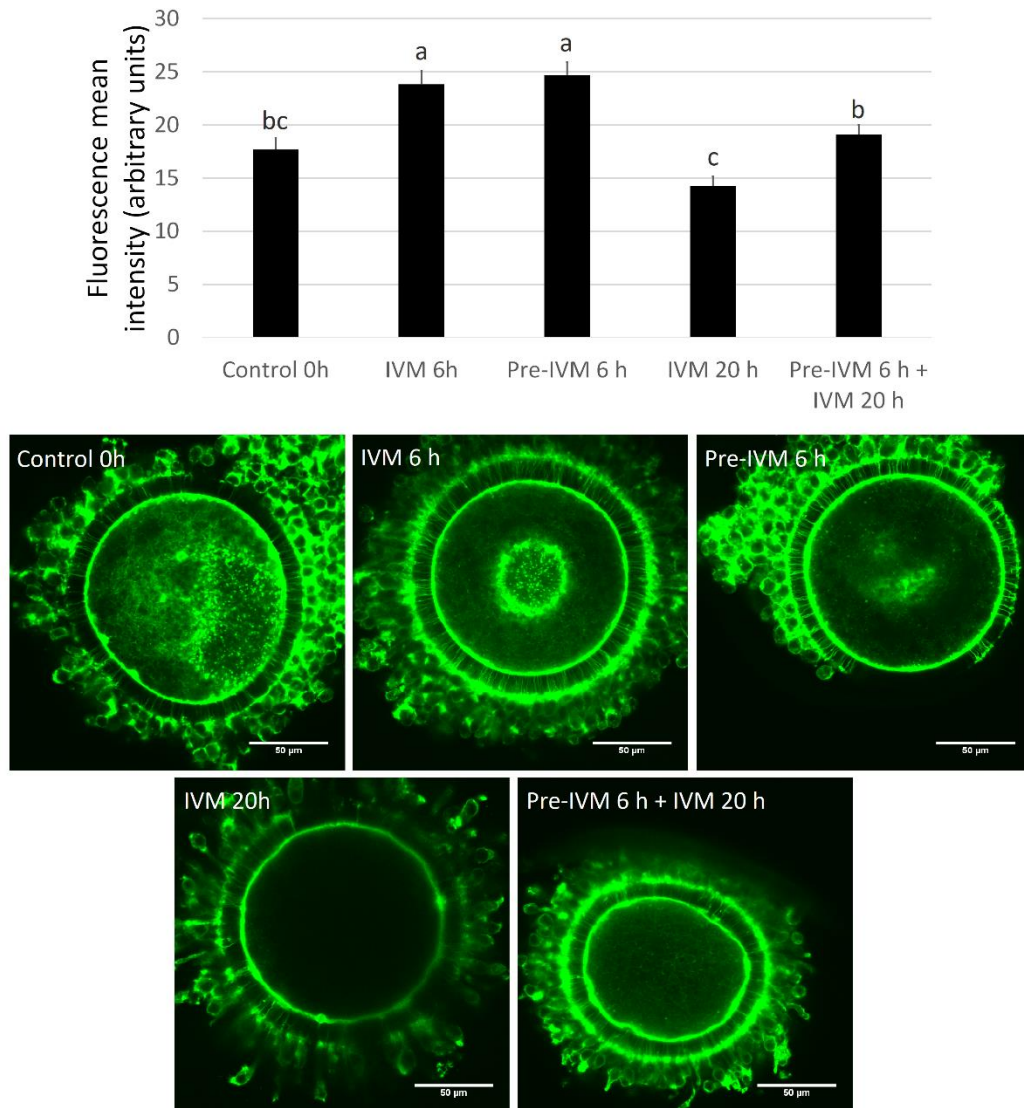 Fluorescence mean
intensity (arbitrary units)
30
25
20
15
10
5
0
bc
a
a
c
b
Control 0h
IVM 6h
Pre-IVM 6 h
IVM 20 h
Pre-IVM 6 h +
IVM 20 h
Control 0h
50 µm
IVM 6 h
50 µm
Pre-IVM 6 h
50 µm
IVM 20h
50 µm
Pre-IVM 6 h + IVM 20 h
50 µm